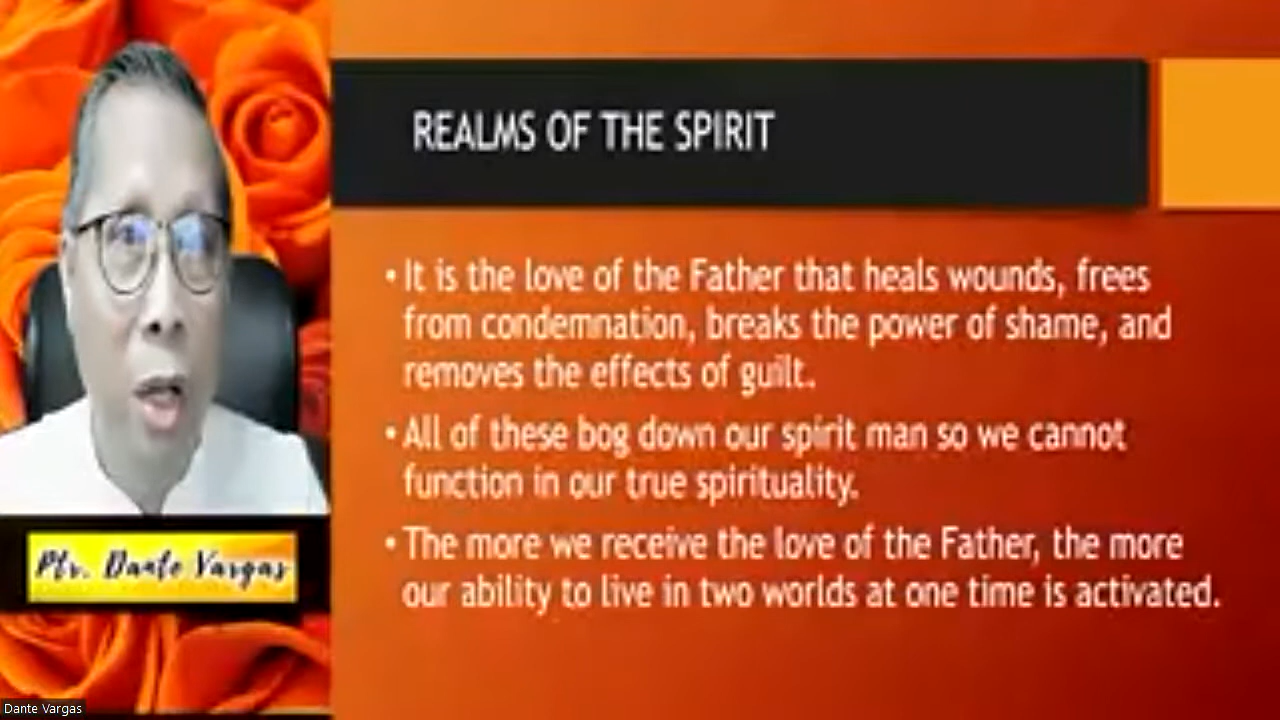 REALMS OF THE SPIRIT
• It is the love of the Father that heals wounds, frees
from condemnation, breaks the power of shame, and
removes the effects of guilt.
• All of these bog down our spirit man so we cannot
function in our true spirituality.
• The more we receive the love of the Father, the more
our ability to live in two worlds at one time is activated.
Ptr. Dante Vargas
Dante Vargas